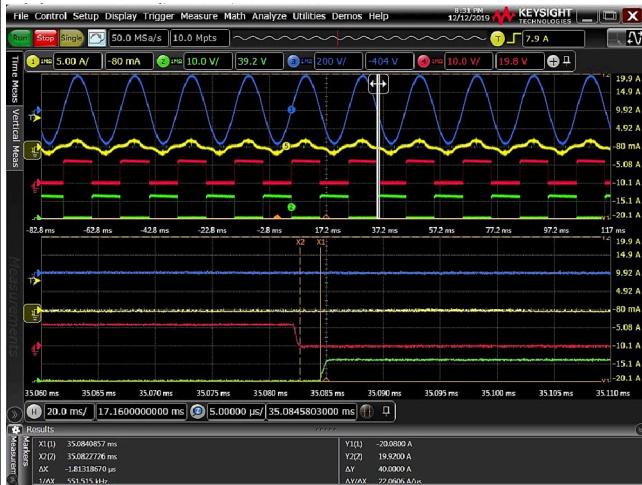 File Control Setup Display Trigger Measure Math Analyze Utilities Demos Help
8:31 PM
12/12/2019
KEYSIGHT
TECHNOLOGIES
Run Stop Single 50.0 MSa/s 10.0 Mpts T 7.9 A
1 5.00 A/ -80 mA 2 10.0 V/ 39.2 V 3 200 V/ -404 V 4 10.0 V/ 19.8 V
Time Meas
Vertical Meas
Measurements
19.9 A
14.9 A
9.92 A
4.92 A
-80 mA
-5.08 A
-10.1 A
-15.1 A
-20.1 A
-82.8 ms -62.8 ms -42.8 ms -22.8 ms -2.8 ms 17.2 ms 37.2 ms 57.2 ms 77.2 ms 97.2 ms 117 ms
X2 X1
19.9 A
14.9 A
9.92 A
4.92 A
-80 mA
-5.08 A
-10.1 A
-15.1 A
-20.1 A
35.060 ms 35.065 ms 35.070 ms 35.075 ms 35.080 ms 35.085 ms 35.090 ms 35.095 ms 35.100 ms 35.105 ms 35.110 ms
H 20.0 ms/ 17.1600000000 ms 5.00000 µs/ 35.0845803000 ms
Results
Markers
X1(1) 35.0840857 ms Y1(1) -20.0800 A
X2(2) 35.0822726 ms Y2(2) 19.9200 A
ΔX -1.81318670 µs ΔY 40.0000 A
1/ΔX 551.515 kHz ΔY/ΔX 22.0606 A/us